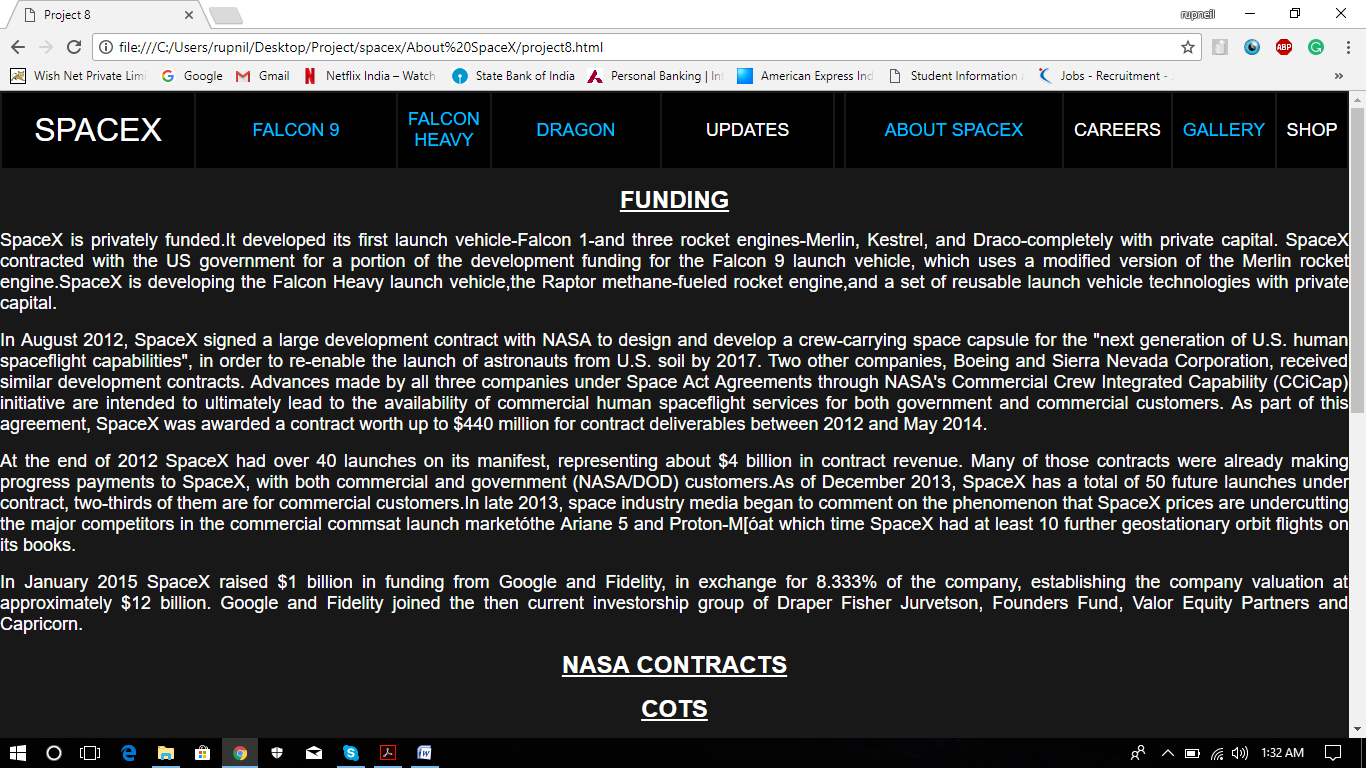 Project 8
rupneil
file:///C:/Users/rupnil/Desktop/Project/spacex/About%20SpaceX/project8.html
ABP
Wish Net Private Lim
Google
Gmail
Netflix India – Watch
State Bank of India
Personal Banking | Int
American Express Ind
Student Information a
Jobs - Recruitment -
»
SPACEX
FALCON 9
FALCON
HEAVY
DRAGON
UPDATES
ABOUT SPACEX
CAREERS
GALLERY
SHOP
FUNDING
SpaceX is privately funded.It developed its first launch vehicle-Falcon 1-and three rocket engines-Merlin, Kestrel, and Draco-completely with private capital. SpaceX
contracted with the US government for a portion of the development funding for the Falcon 9 launch vehicle, which uses a modified version of the Merlin rocket
engine.SpaceX is developing the Falcon Heavy launch vehicle,the Raptor methane-fueled rocket engine,and a set of reusable launch vehicle technologies with private
capital.
In August 2012, SpaceX signed a large development contract with NASA to design and develop a crew-carrying space capsule for the "next generation of U.S. human
spaceflight capabilities", in order to re-enable the launch of astronauts from U.S. soil by 2017. Two other companies, Boeing and Sierra Nevada Corporation, received
similar development contracts. Advances made by all three companies under Space Act Agreements through NASA's Commercial Crew Integrated Capability (CCiCap)
initiative are intended to ultimately lead to the availability of commercial human spaceflight services for both government and commercial customers. As part of this
agreement, SpaceX was awarded a contract worth up to $440 million for contract deliverables between 2012 and May 2014.
At the end of 2012 SpaceX had over 40 launches on its manifest, representing about $4 billion in contract revenue. Many of those contracts were already making
progress payments to SpaceX, with both commercial and government (NASA/DOD) customers.As of December 2013, SpaceX has a total of 50 future launches under
contract, two-thirds of them are for commercial customers.In late 2013, space industry media began to comment on the phenomenon that SpaceX prices are undercutting
the major competitors in the commercial commsat launch marketóthe Ariane 5 and Proton-M[óat which time SpaceX had at least 10 further geostationary orbit flights on
its books.
In January 2015 SpaceX raised $1 billion in funding from Google and Fidelity, in exchange for 8.333% of the company, establishing the company valuation at
approximately $12 billion. Google and Fidelity joined the then current investorship group of Draper Fisher Jurvetson, Founders Fund, Valor Equity Partners and
Capricorn.
NASA CONTRACTS
COTS
1:32 AM